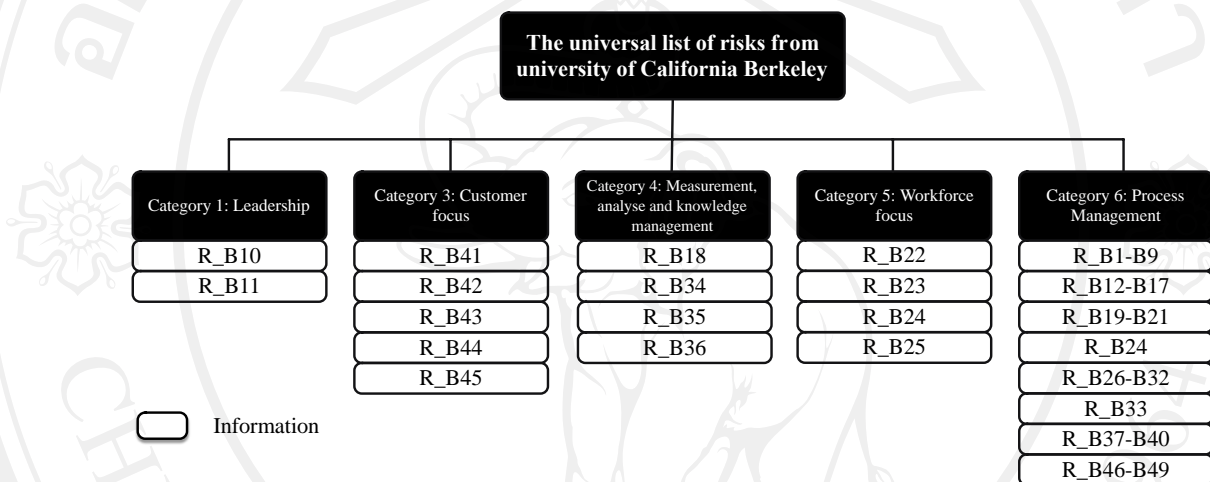 The universal list of risks from
university of California Berkeley
Category 1: Leadership
R_B10
R_B11
Category 3: Customer
focus
R_B41
R_B42
R_B43
R_B44
R_B45
Category 4: Measurement,
analyse and knowledge
management
R_B18
R_B34
R_B35
R_B36
Category 5: Workforce
focus
R_B22
R_B23
R_B24
R_B25
Category 6: Process
Management
R_B1-B9
R_B12-B17
R_B19-B21
R_B24
R_B26-B32
R_B33
R_B37-B40
R_B46-B49
Information